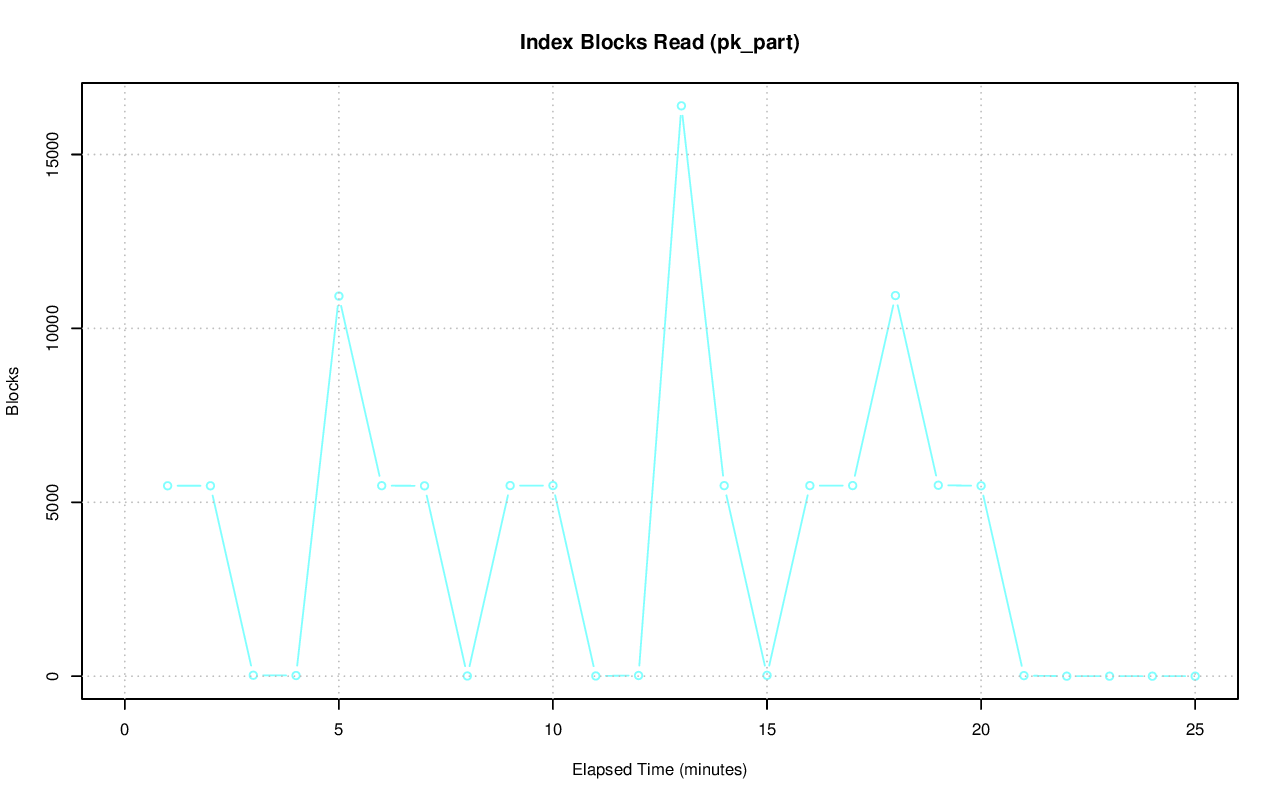 Index Blocks Read (pk_part)
15000
10000
5000
0
Blocks
0 5 10 15 20 25
Elapsed Time (minutes)